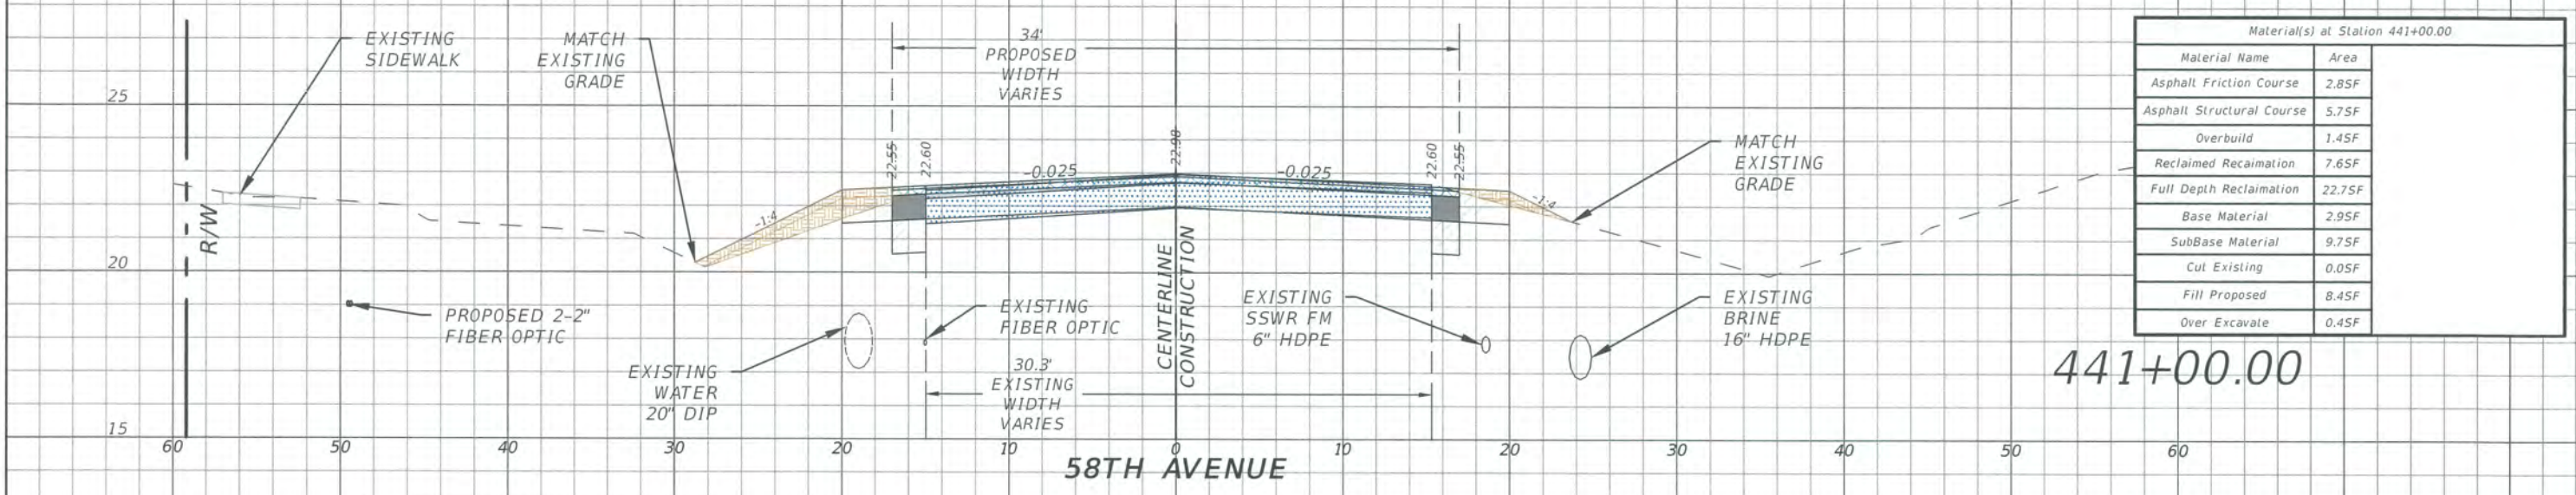 EXISTING
SIDEWALK
MATCH
EXISTING
GRADE
34'
PROPOSED
WIDTH
VARIES
25
20
15
R/W
22.55
22.60
22.98
22.60
22.55
-0.025
-0.025
-1:4
-1:4
MATCH
EXISTING
GRADE
PROPOSED 2-2"
FIBER OPTIC
EXISTING
WATER
20" DIP
EXISTING
FIBER OPTIC
30.3'
EXISTING
WIDTH
VARIES
CENTERLINE
CONSTRUCTION
EXISTING
SSWR FM
6" HDPE
EXISTING
BRINE
16" HDPE
60 50 40 30 20 10 0 10 20 30 40 50 60
58TH AVENUE
Material(s) at Station 441+00.00
Material Name Area
Asphalt Friction Course 2.8SF
Asphalt Structural Course 5.7SF
Overbuild 1.4SF
Reclaimed Recaimation 7.6SF
Full Depth Reclaimation 22.7SF
Base Material 2.9SF
SubBase Material 9.7SF
Cut Existing 0.0SF
Fill Proposed 8.4SF
Over Excavate 0.4SF
441+00.00